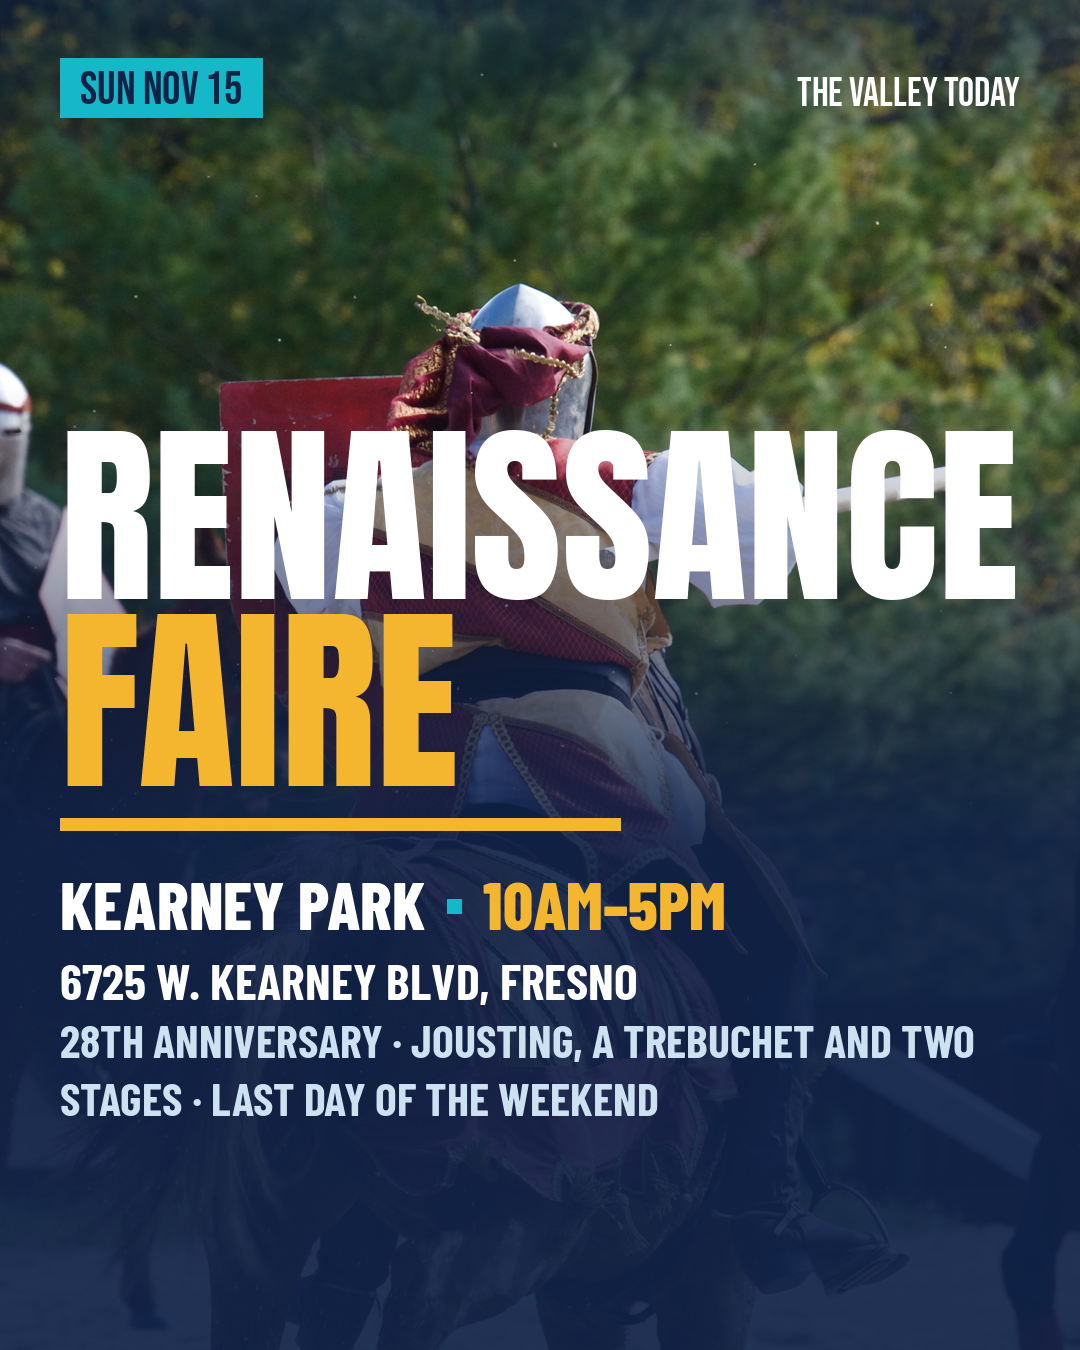 SUN NOV 15
THE VALLEY TODAY
RENAISSANCE
FAIRE
KEARNEY PARK ▪ 10AM–5PM
6725 W. KEARNEY BLVD, FRESNO
28TH ANNIVERSARY · JOUSTING, A TREBUCHET AND TWO
STAGES · LAST DAY OF THE WEEKEND